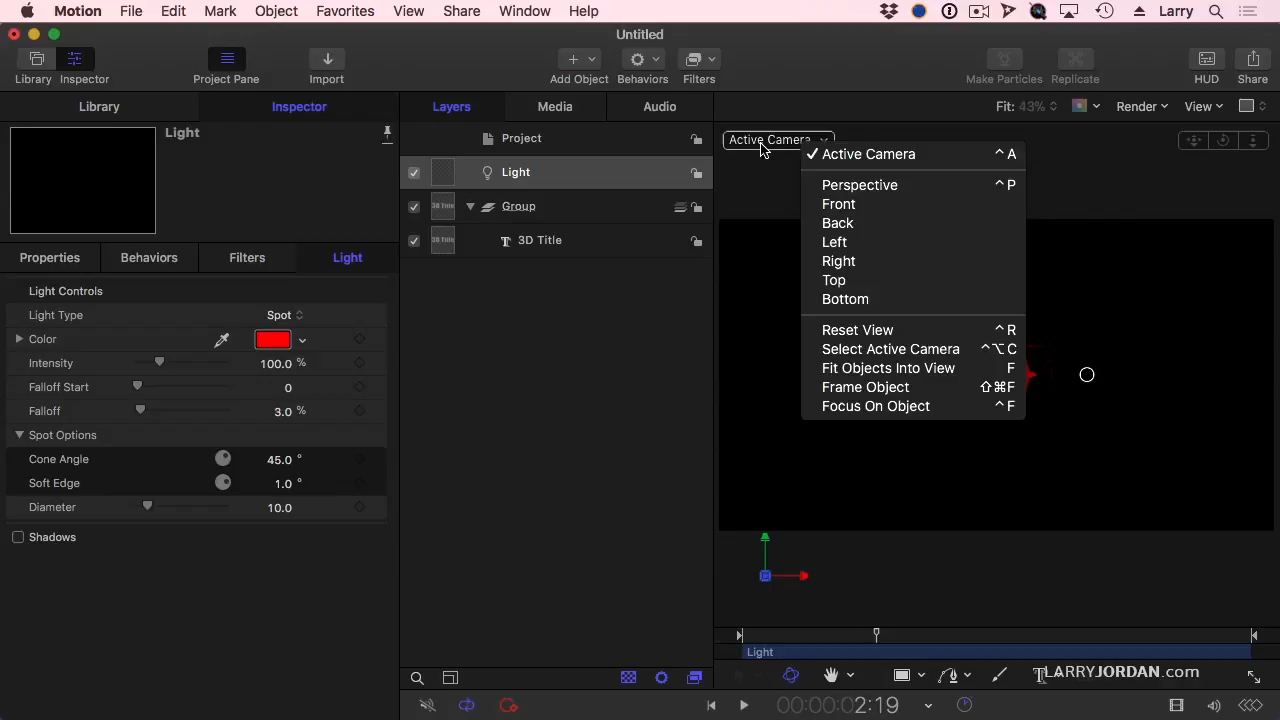 Motion File Edit Mark Object Favorites View Share Window Help Larry
Untitled
Library Inspector Project Pane Import Add Object Behaviors Filters Make Particles Replicate HUD Share
Library Inspector Layers Media Audio Fit: 43% Render View
Light
Project
Light
Group
3D Title
Active Camera
Active Camera ^ A
Perspective ^ P
Front
Back
Left
Right
Top
Bottom
Reset View ^ R
Select Active Camera ^⌥C
Fit Objects Into View F
Frame Object ⇧⌘F
Focus On Object ^ F
Properties Behaviors Filters Light
Light Controls
Light Type Spot
Color
Intensity 100.0 %
Falloff Start 0
Falloff 3.0 %
Spot Options
Cone Angle 45.0 °
Soft Edge 1.0 °
Diameter 10.0
Shadows
Light
LARRYJORDAN.com
00:00:02:19